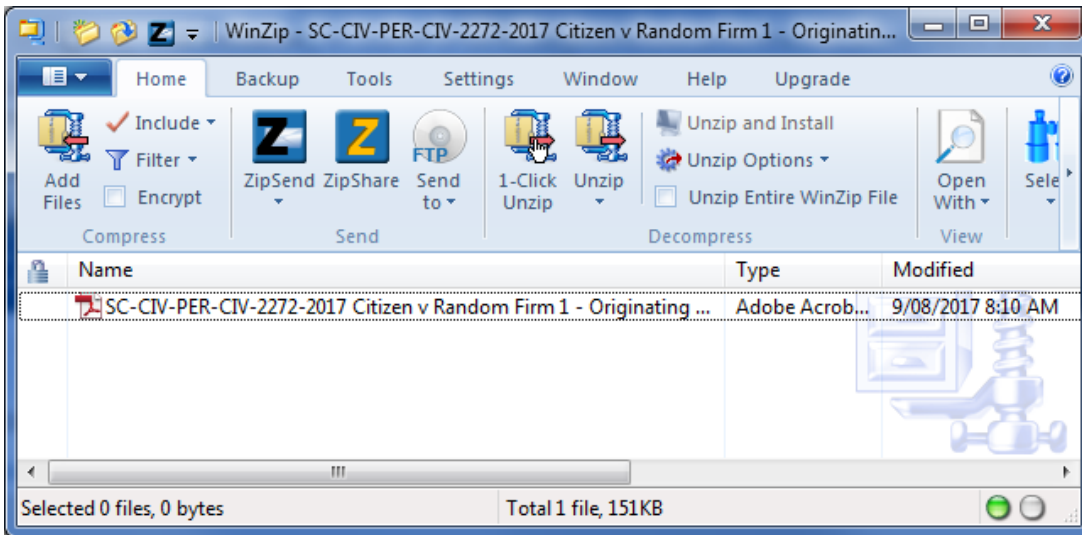 WinZip - SC-CIV-PER-CIV-2272-2017 Citizen v Random Firm 1 - Originatin...
Home Backup Tools Settings Window Help Upgrade
Add Files
Include
Filter
Encrypt
Compress
ZipSend
ZipShare
FTP
Send to
Send
1-Click Unzip
Unzip
Unzip and Install
Unzip Options
Unzip Entire WinZip File
Decompress
Open With
View
Sele
Name Type Modified
SC-CIV-PER-CIV-2272-2017 Citizen v Random Firm 1 - Originating ... Adobe Acrob... 9/08/2017 8:10 AM
Selected 0 files, 0 bytes Total 1 file, 151KB